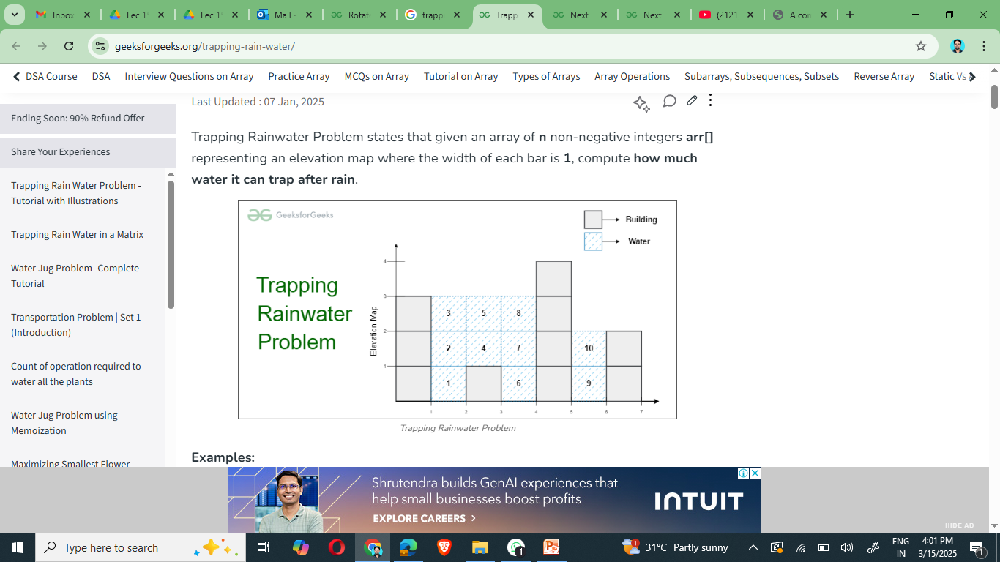 Inbox
Lec 1
Lec 1
Mail -
Rotat
trapp
Trapp
Next
Next
(2121
A con
geeksforgeeks.org/trapping-rain-water/
DSA Course DSA Interview Questions on Array Practice Array MCQs on Array Tutorial on Array Types of Arrays Array Operations Subarrays, Subsequences, Subsets Reverse Array Static Vs
Last Updated : 07 Jan, 2025
Ending Soon: 90% Refund Offer
Share Your Experiences
Trapping Rain Water Problem -
Tutorial with Illustrations
Trapping Rain Water in a Matrix
Water Jug Problem -Complete
Tutorial
Transportation Problem | Set 1
(Introduction)
Count of operation required to
water all the plants
Water Jug Problem using
Memoization
Maximizing Smallest Flower
Trapping Rainwater Problem states that given an array of n non-negative integers arr[]
representing an elevation map where the width of each bar is 1, compute how much
water it can trap after rain.
GeeksforGeeks
Building
Water
Trapping
Rainwater
Problem
Elevation Map
4
3
2
1
3 5 8
2 4 7 10
1 6 9
1 2 3 4 5 6 7
Trapping Rainwater Problem
Examples:
Shrutendra builds GenAI experiences that
help small businesses boost profits
EXPLORE CAREERS >
INTUIT
HIDE AD
Type here to search
1
1
31°C Partly sunny
ENG
IN
4:01 PM
3/15/2025
1